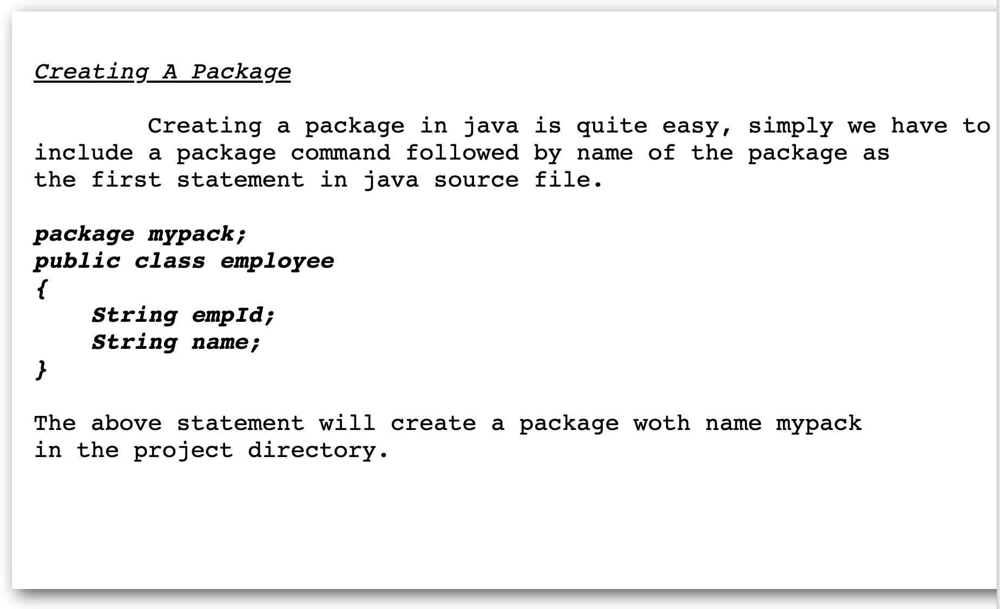 Creating A Package
Creating a package in java is quite easy, simply we have to
include a package command followed by name of the package as
the first statement in java source file.
package mypack;
public class employee
{
String empId;
String name;
}
The above statement will create a package woth name mypack
in the project directory.